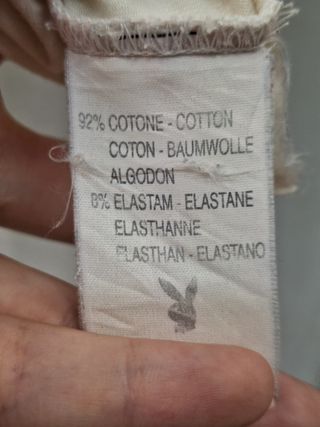 92% COTONE - COTTON
COTON - BAUMWOLLE
ALGODON
8% ELASTAM - ELASTANE
ELASTHANNE
ELASTHAN - ELASTANO